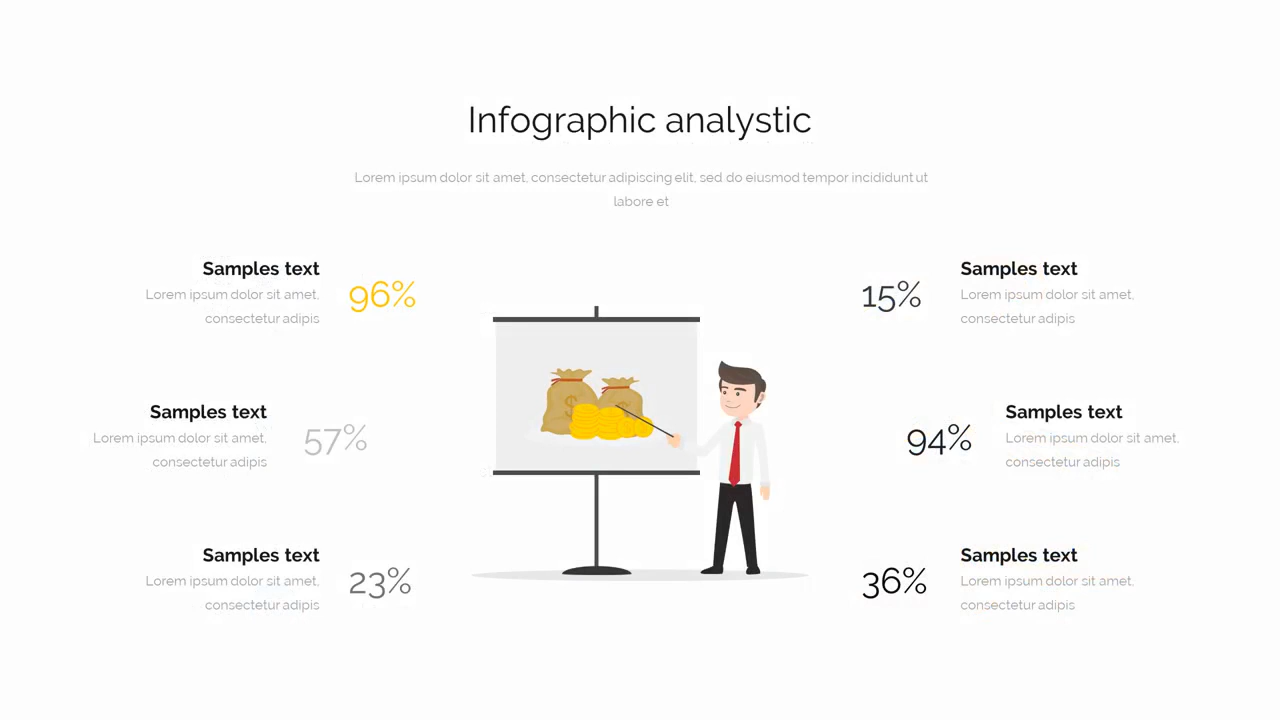 Infographic analystic
Lorem ipsum dolor sit amet, consectetur adipiscing elit, sed do eiusmod tempor incididunt ut
labore et
Samples text
Lorem ipsum dolor sit amet,
consectetur adipis
96%
Samples text
Lorem ipsum dolor sit amet,
consectetur adipis
57%
Samples text
Lorem ipsum dolor sit amet,
consectetur adipis
23%
15%
Samples text
Lorem ipsum dolor sit amet,
consectetur adipis
94%
Samples text
Lorem ipsum dolor sit amet,
consectetur adipis
36%
Samples text
Lorem ipsum dolor sit amet,
consectetur adipis
$
$